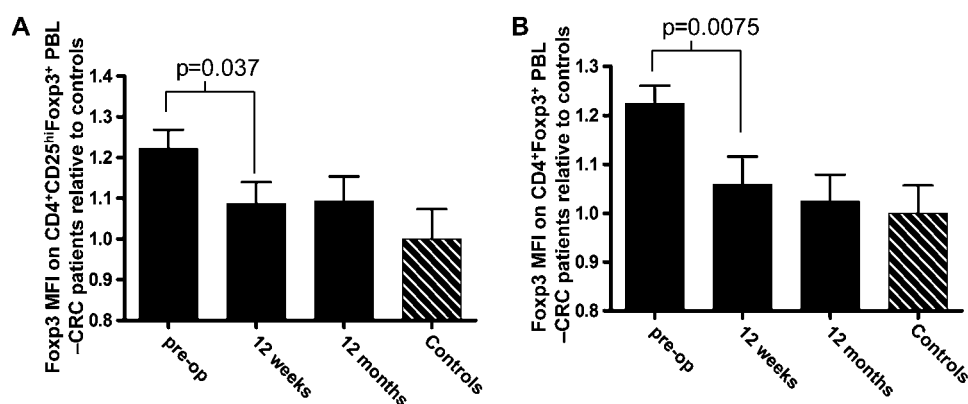 A
Foxp3 MFI on CD4+CD25hiFoxp3+ PBL
–CRC patients relative to controls
p=0.037
1.4
1.3
1.2
1.1
1.0
0.9
0.8
pre-op
12 weeks
12 months
Controls
B
Foxp3 MFI on CD4+Foxp3+ PBL
–CRC patients relative to controls
p=0.0075
1.3
1.2
1.1
1.0
0.9
0.8
pre-op
12 weeks
12 months
Controls